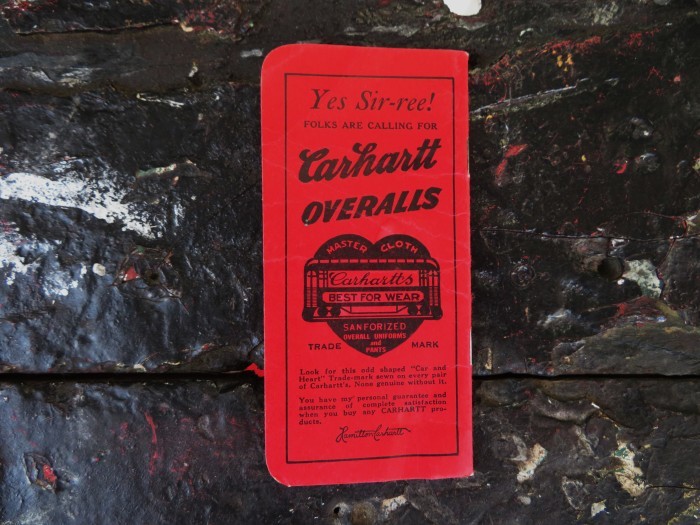 Yes Sir-ree!
FOLKS ARE CALLING FOR
Carhartt
OVERALLS
MASTER CLOTH
Carhartt's
BEST FOR WEAR
SANFORIZED
OVERALL UNIFORMS
and
PANTS
TRADE MARK
Look for this odd shaped "Car and
Heart" Trade-mark sewn on every pair
of Carhartt's. None genuine without it.
You have my personal guarantee and
assurance of complete satisfaction
when you buy any CARHARTT pro-
ducts.
Hamilton Carhartt